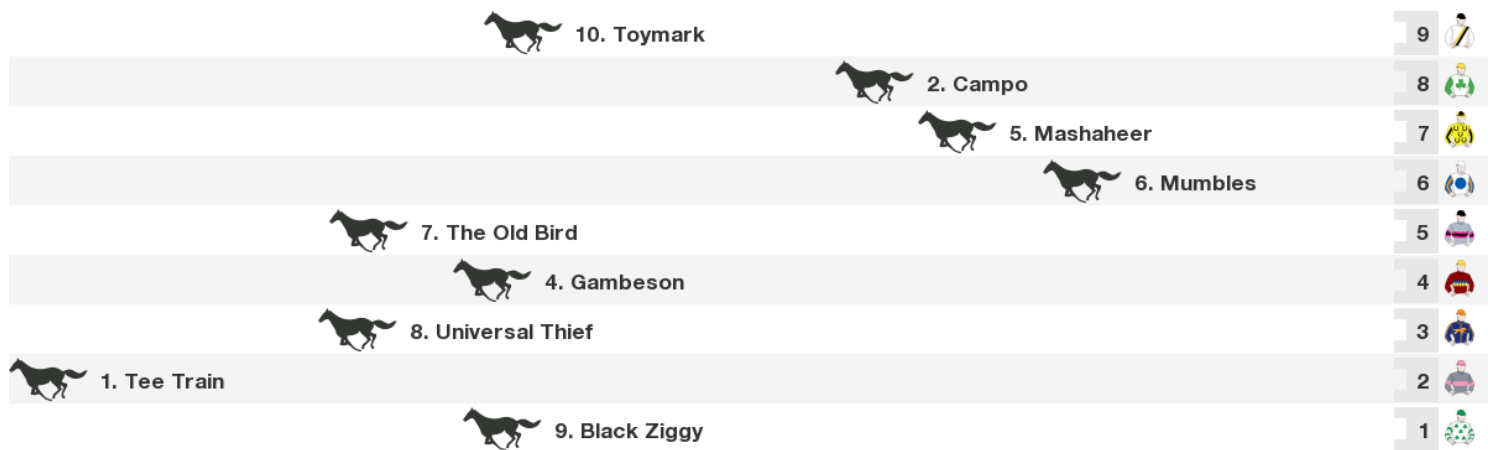 10. Toymark 9
2. Campo 8
5. Mashaheer 7
6. Mumbles 6
7. The Old Bird 5
4. Gambeson 4
8. Universal Thief 3
1. Tee Train 2
9. Black Ziggy 1